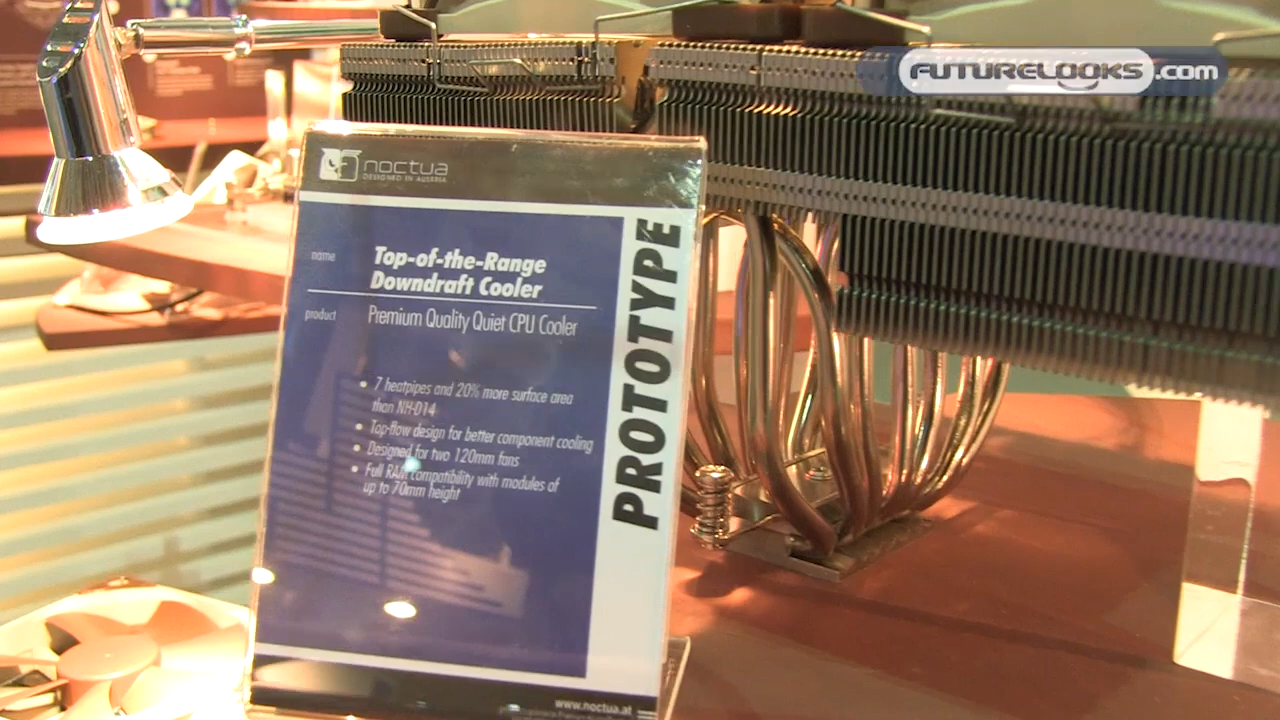 FUTURELOOKS.com
noctua
DESIGNED IN AUSTRIA
name
Top-of-the-Range
Downdraft Cooler
product
Premium Quality Quiet CPU Cooler
• 7 heatpipes and 20% more surface area
than NH-D14
• Top-flow design for better component cooling
• Designed for two 120mm fans
• Full RAM compatibility with modules of
up to 70mm height
PROTOTYPE
www.noctua.at